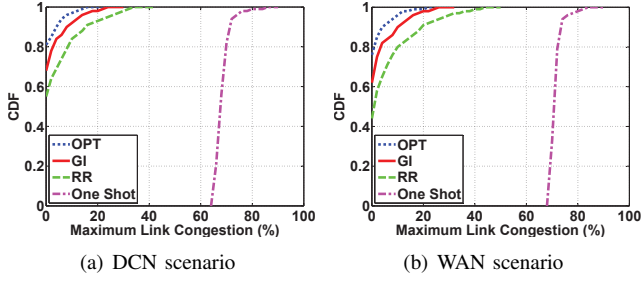 1
0.8
0.6
0.4
0.2
0
CDF
OPT
GI
RR
One Shot
0 20 40 60 80 100
Maximum Link Congestion (%)
(a) DCN scenario
1
0.8
0.6
0.4
0.2
0
CDF
OPT
GI
RR
One Shot
0 20 40 60 80 100
Maximum Link Congestion (%)
(b) WAN scenario